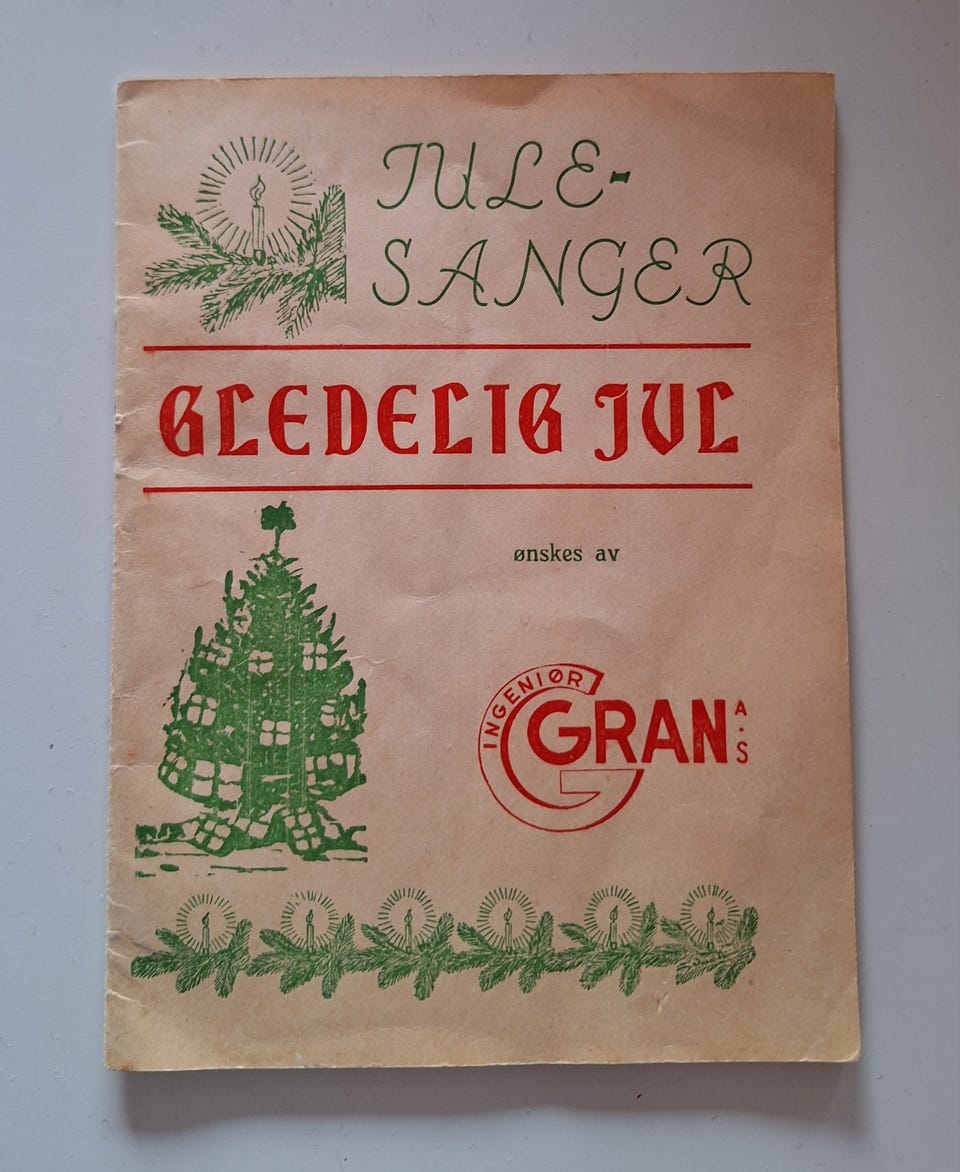 JULE-
SANGER
GLEDELIG JUL
ønskes av
INGENIØR
GRAN A.S